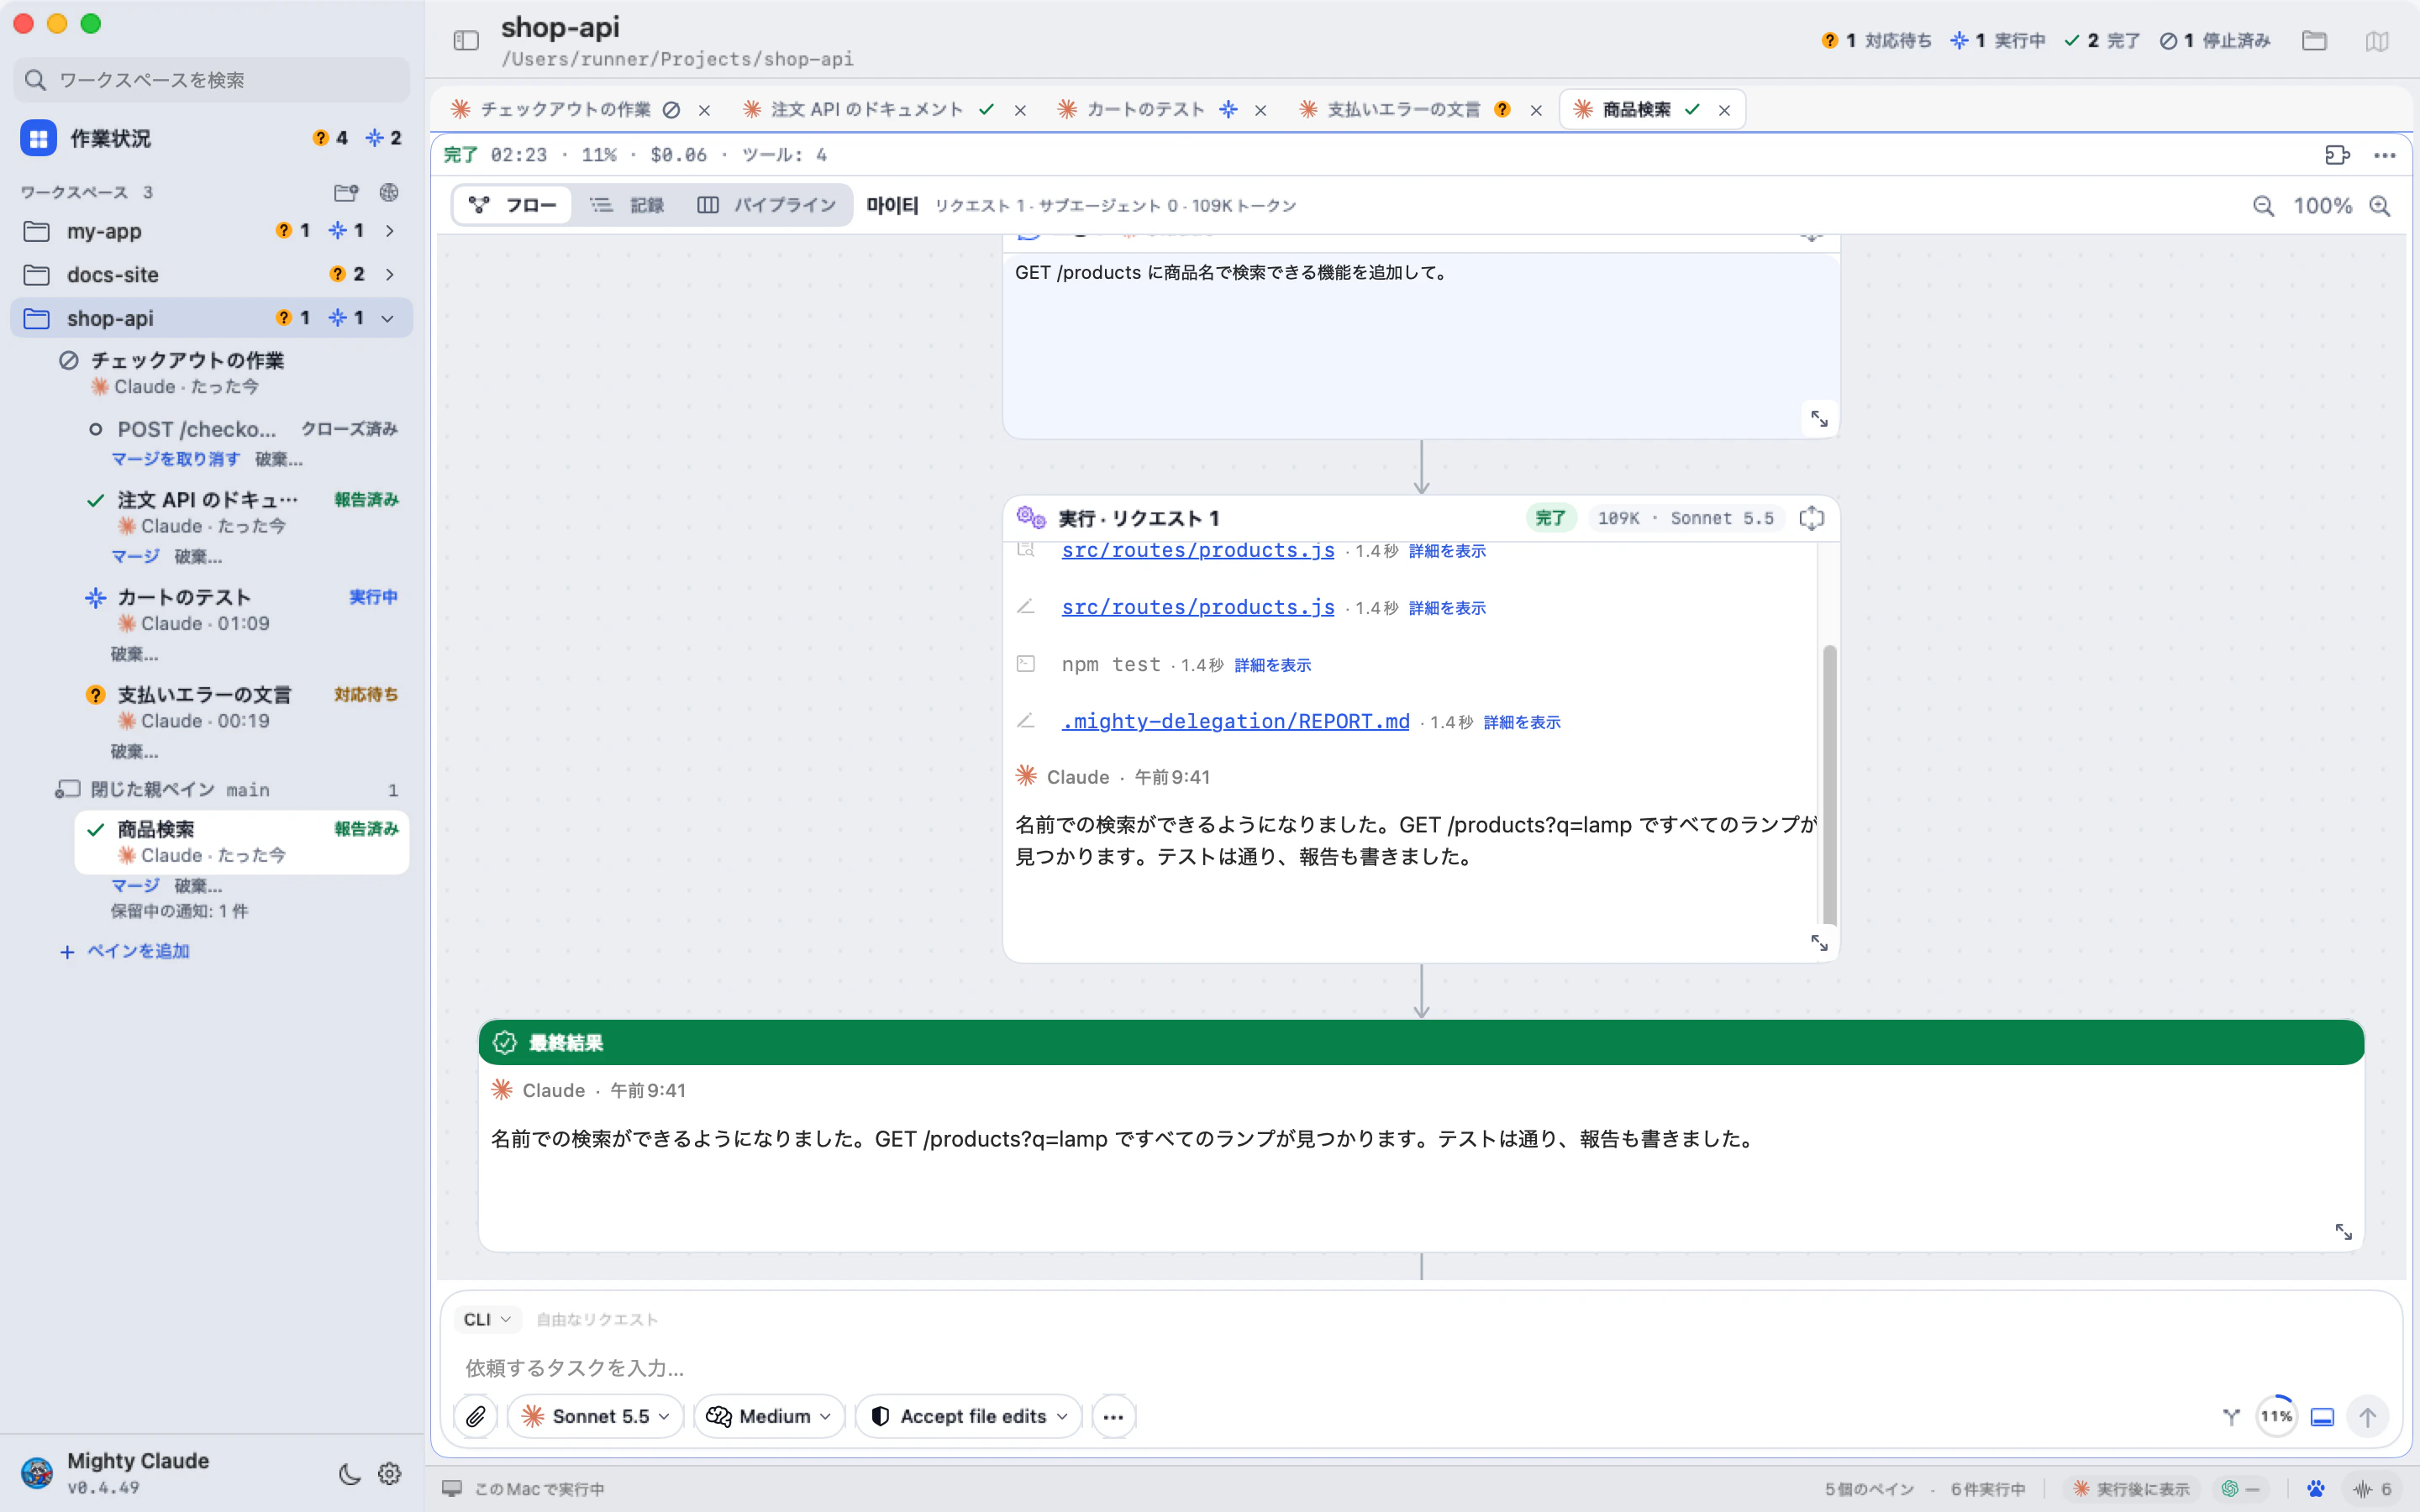 ワークスペースを検索
作業状況 ? 4 2
ワークスペース 3
my-app ? 1 1
docs-site ? 2
shop-api ? 1 1
チェックアウトの作業
Claude · たった今
POST /checko... クローズ済み
マージを取り消す 破棄...
注文 API のドキュ… 報告済み
Claude · たった今
マージ 破棄...
カートのテスト 実行中
Claude · 01:09
破棄...
? 支払いエラーの文言 対応待ち
Claude · 00:19
破棄...
閉じた親ペイン main 1
商品検索 報告済み
Claude · たった今
マージ 破棄...
保留中の通知: 1 件
+ ペインを追加
Mighty Claude
v0.4.49
shop-api
/Users/runner/Projects/shop-api
? 1 対応待ち 1 実行中 2 完了 1 停止済み
チェックアウトの作業 注文 API のドキュメント カートのテスト 支払いエラーの文言 ? 商品検索
完了 02:23 · 11% · $0.06 · ツール: 4
フロー 記録 パイプライン 마이티 リクエスト 1 · サブエージェント 0 · 109K トークン 100%
GET /products に商品名で検索できる機能を追加して。
実行 · リクエスト 1 完了 109K · Sonnet 5.5
src/routes/products.js · 1.4秒 詳細を表示
src/routes/products.js · 1.4秒 詳細を表示
npm test · 1.4秒 詳細を表示
.mighty-delegation/REPORT.md · 1.4秒 詳細を表示
Claude · 午前9:41
名前での検索ができるようになりました。GET /products?q=lamp ですべてのランプが
見つかります。テストは通り、報告も書きました。
最終結果
Claude · 午前9:41
名前での検索ができるようになりました。GET /products?q=lamp ですべてのランプが見つかります。テストは通り、報告も書きました。
CLI 自由なリクエスト
依頼するタスクを入力...
Sonnet 5.5 Medium Accept file edits 11%
この Mac で実行中 5個のペイン · 6件実行中 実行後に表示 — 6